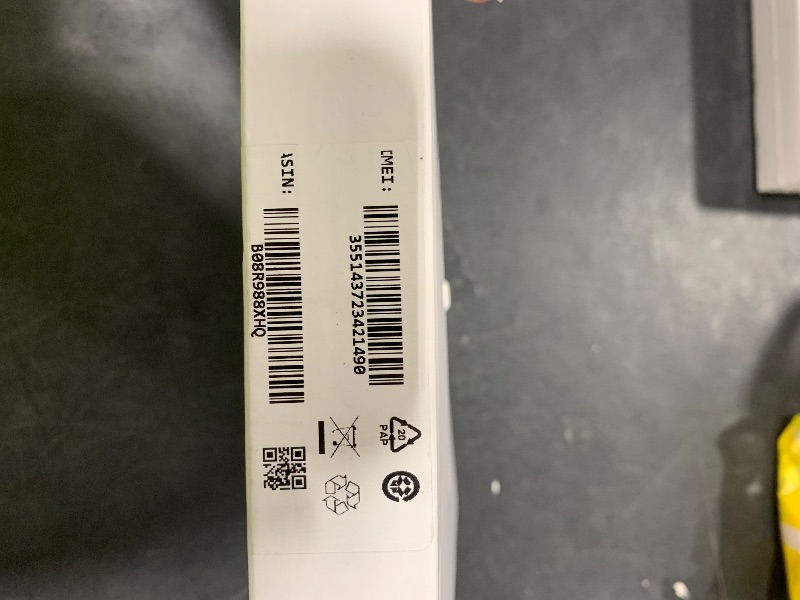 IMEI:
355143723421490
ASIN:
B08R988XHQ
20
PAP